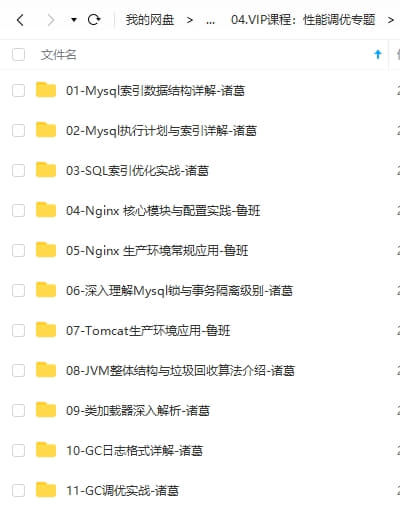 我的网盘 > ... 04.VIP课程：性能调优专题 >
文件名
01-Mysql索引数据结构详解-诸葛
02-Mysql执行计划与索引详解-诸葛
03-SQL索引优化实战-诸葛
04-Nginx 核心模块与配置实践-鲁班
05-Nginx 生产环境常规应用-鲁班
06-深入理解Mysql锁与事务隔离级别-诸葛
07-Tomcat生产环境应用-鲁班
08-JVM整体结构与垃圾回收算法介绍-诸葛
09-类加载器深入解析-诸葛
10-GC日志格式详解-诸葛
11-GC调优实战-诸葛